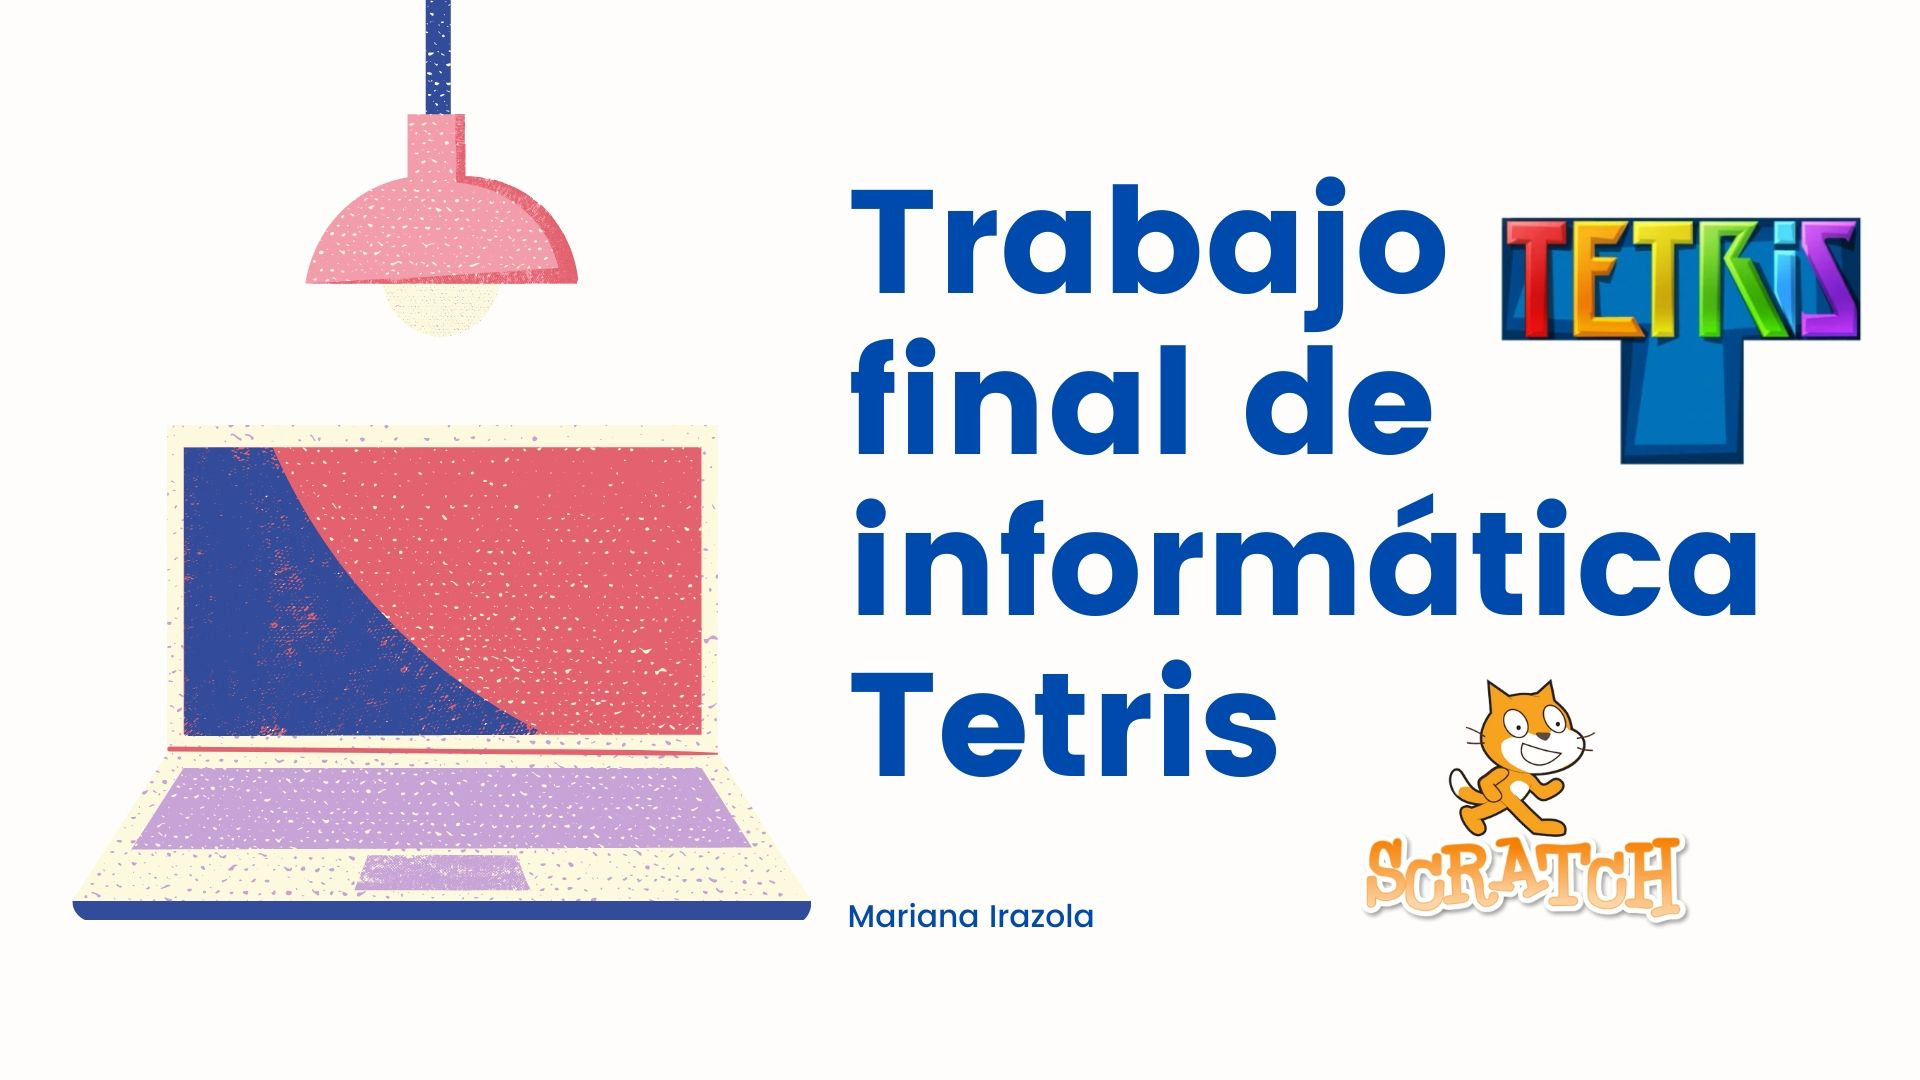 Trabajo
final de
informática
Tetris
TETRiS
SCRATCH
Mariana Irazola